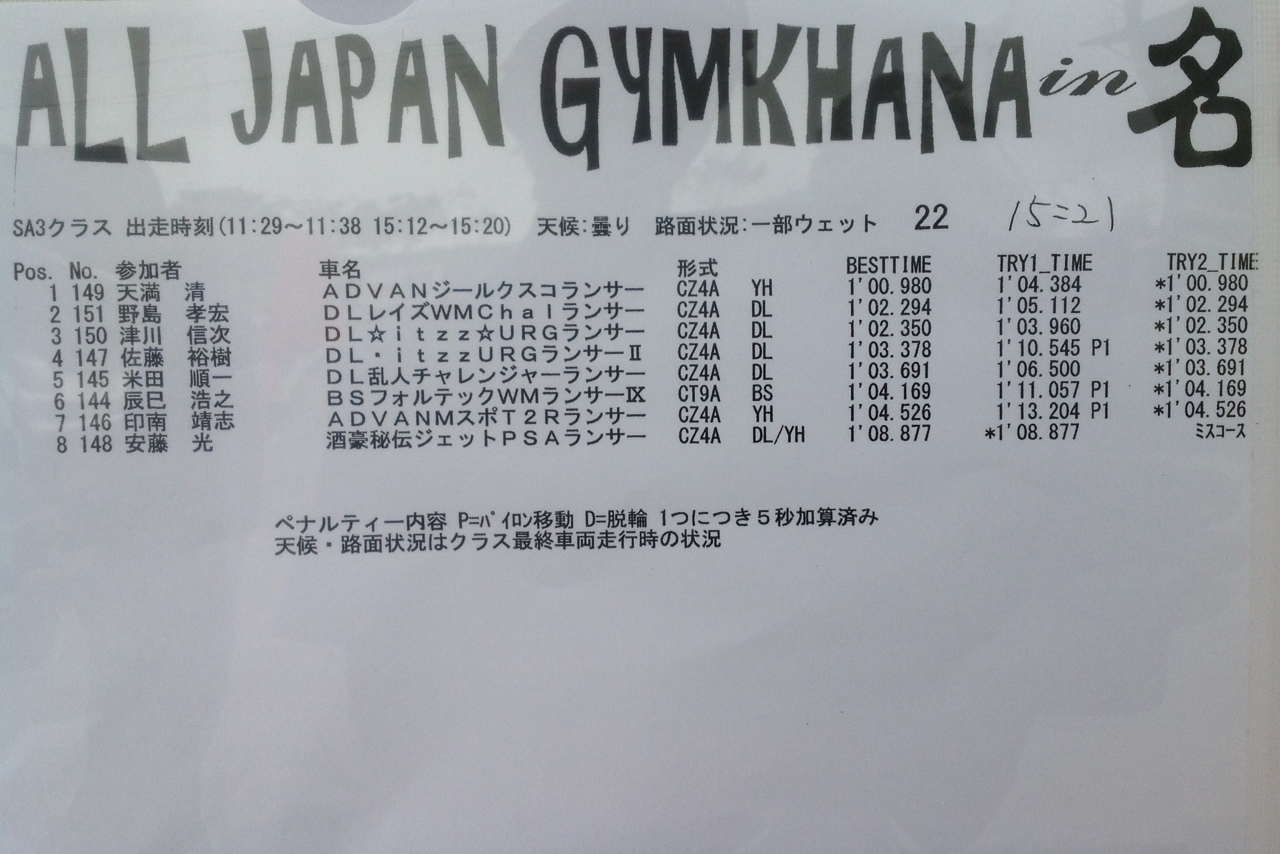 ALL JAPAN GYMKHANA in 名
SA3クラス 出走時刻(11:29～11:38 15:12～15:20) 天候:曇り 路面状況:一部ウェット 22 15=21
Pos. No. 参加者 車名 形式 BESTTIME TRY1_TIME TRY2_TIME
1 149 天満 清 ＡＤＶＡＮジールクスコランサー CZ4A YH 1'00.980 1'04.384 *1'00.980
2 151 野島 孝宏 ＤＬレイズＷＭＣｈａｌランサー CZ4A DL 1'02.294 1'05.112 *1'02.294
3 150 津川 信次 ＤＬ☆ｉｔｚｚ☆ＵＲＧランサー CZ4A DL 1'02.350 1'03.960 *1'02.350
4 147 佐藤 裕樹 ＤＬ・ｉｔｚｚＵＲＧランサーⅡ CZ4A DL 1'03.378 1'10.545 P1 *1'03.378
5 145 米田 順一 ＤＬ乱人チャレンジャーランサー CZ4A DL 1'03.691 1'06.500 *1'03.691
6 144 辰巳 浩之 ＢＳフォルテックＷＭランサーⅨ CT9A BS 1'04.169 1'11.057 P1 *1'04.169
7 146 印南 靖志 ＡＤＶＡＮＭスポＴ２Ｒランサー CZ4A YH 1'04.526 1'13.204 P1 *1'04.526
8 148 安藤 光 酒豪秘伝ジェットＰＳＡランサー CZ4A DL/YH 1'08.877 *1'08.877 ﾐｽｺｰｽ
ペナルティー内容 P=ﾊﾟｲﾛﾝ移動 D=脱輪 1つにつき５秒加算済み
天候・路面状況はクラス最終車両走行時の状況